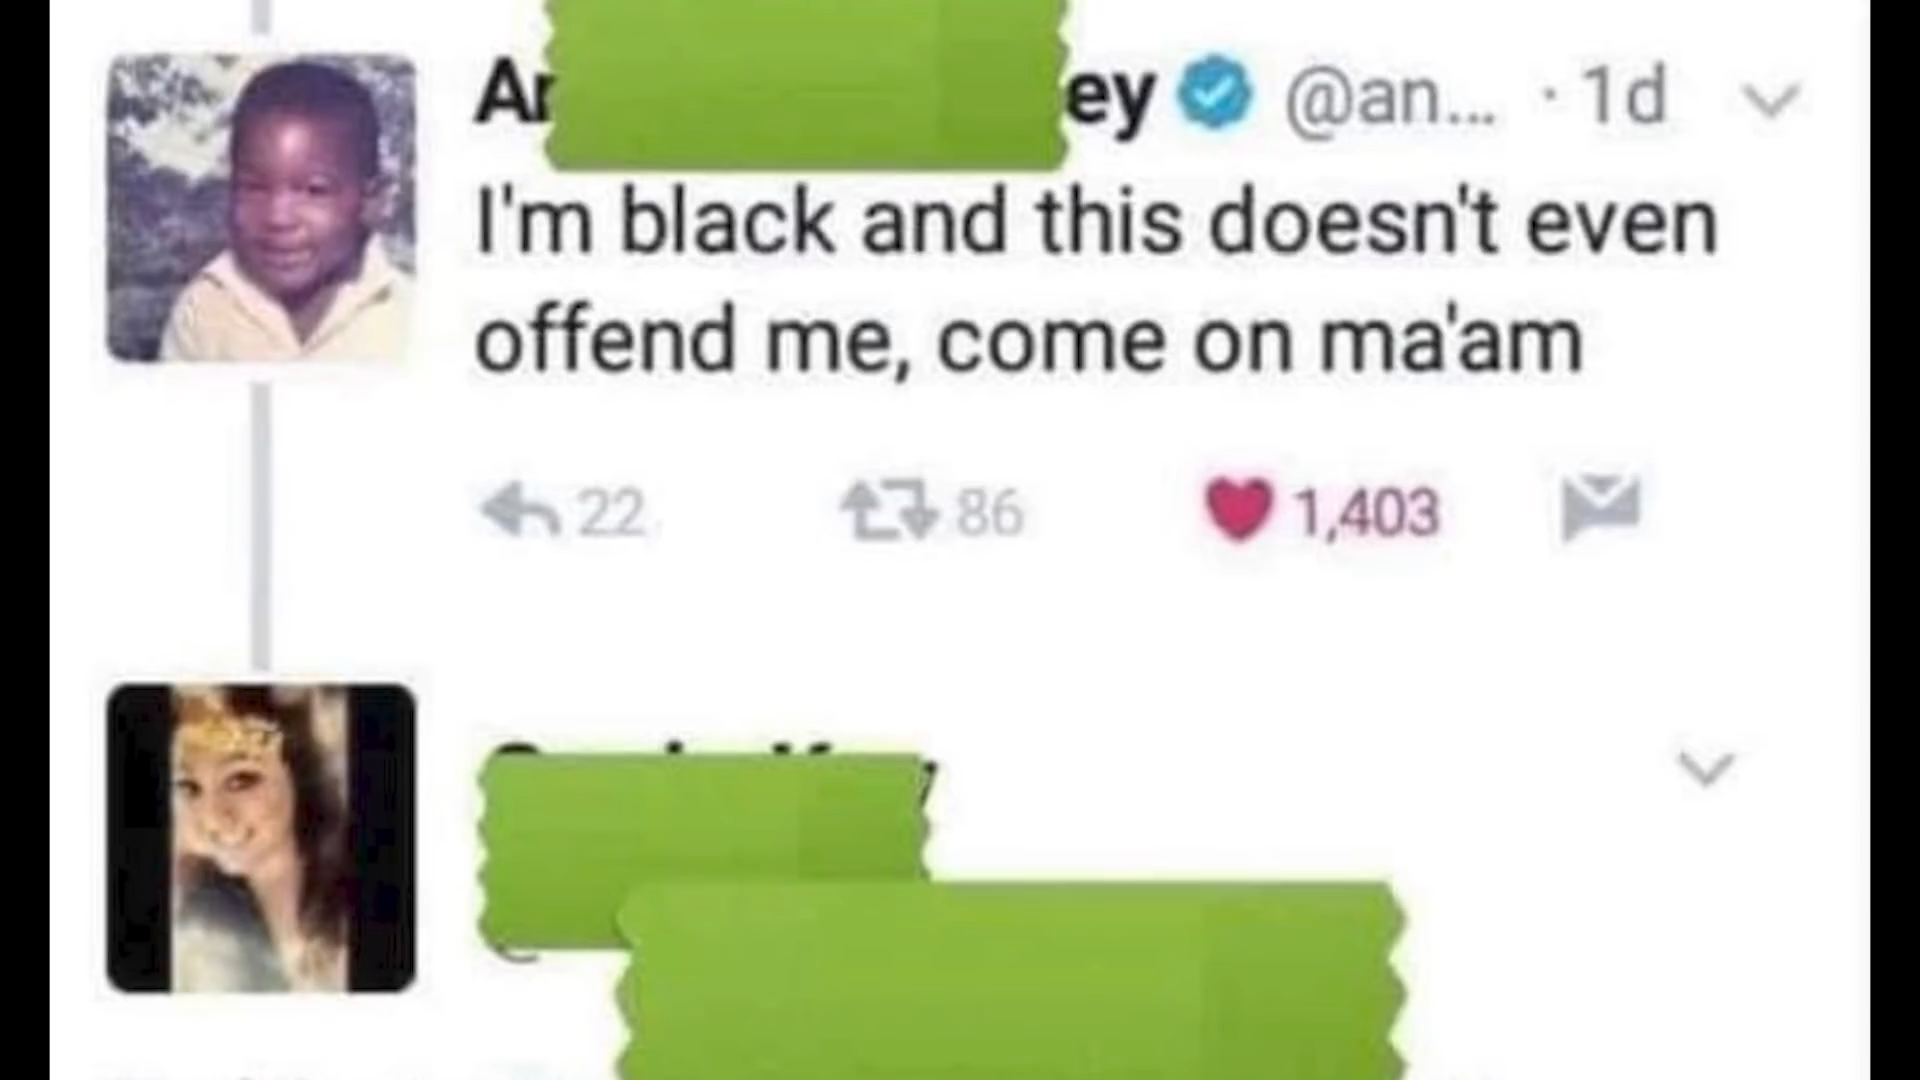 Ar ey @an... · 1d
I'm black and this doesn't even
offend me, come on ma'am
22 86 1,403